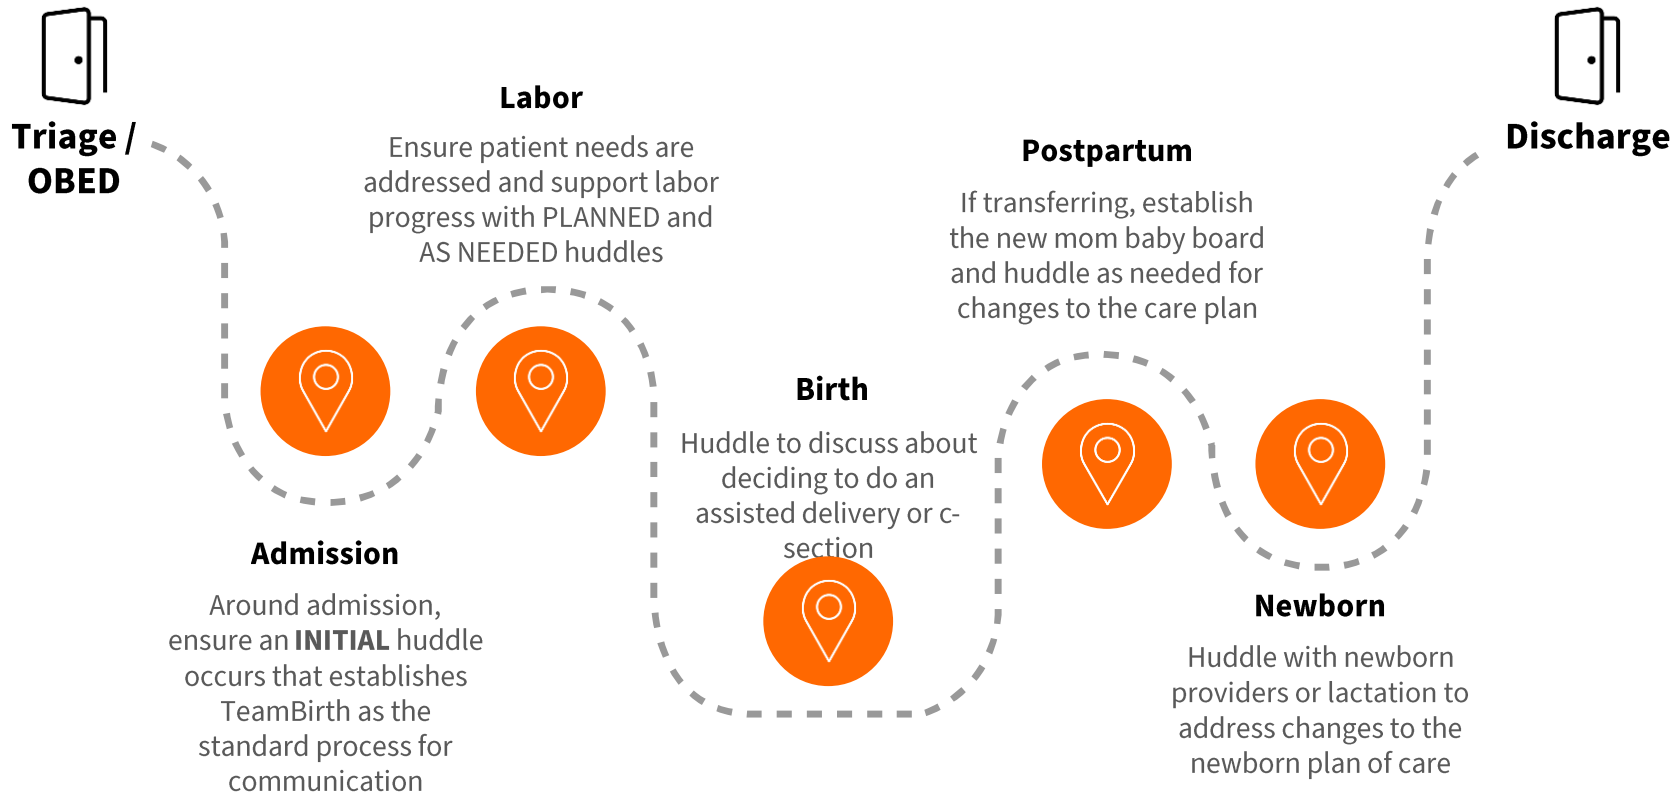 Triage /
OBED
Labor
Ensure patient needs are
addressed and support labor
progress with PLANNED and
AS NEEDED huddles
Postpartum
If transferring, establish
the new mom baby board
and huddle as needed for
changes to the care plan
Discharge
Birth
Huddle to discuss about
deciding to do an
assisted delivery or c-
section
Admission
Around admission,
ensure an INITIAL huddle
occurs that establishes
TeamBirth as the
standard process for
communication
Newborn
Huddle with newborn
providers or lactation to
address changes to the
newborn plan of care